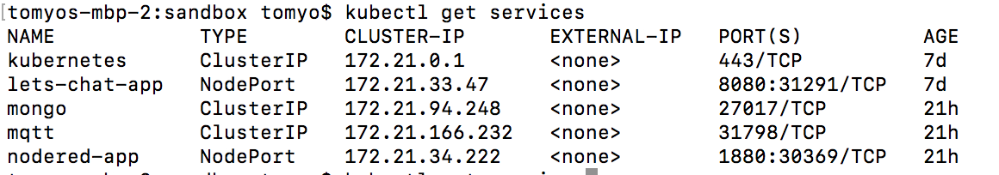 [tomyos-mbp-2:sandbox tomyo$ kubectl get services
NAME TYPE CLUSTER-IP EXTERNAL-IP PORT(S) AGE
kubernetes ClusterIP 172.21.0.1 <none> 443/TCP 7d
lets-chat-app NodePort 172.21.33.47 <none> 8080:31291/TCP 7d
mongo ClusterIP 172.21.94.248 <none> 27017/TCP 21h
mqtt ClusterIP 172.21.166.232 <none> 31798/TCP 21h
nodered-app NodePort 172.21.34.222 <none> 1880:30369/TCP 21h